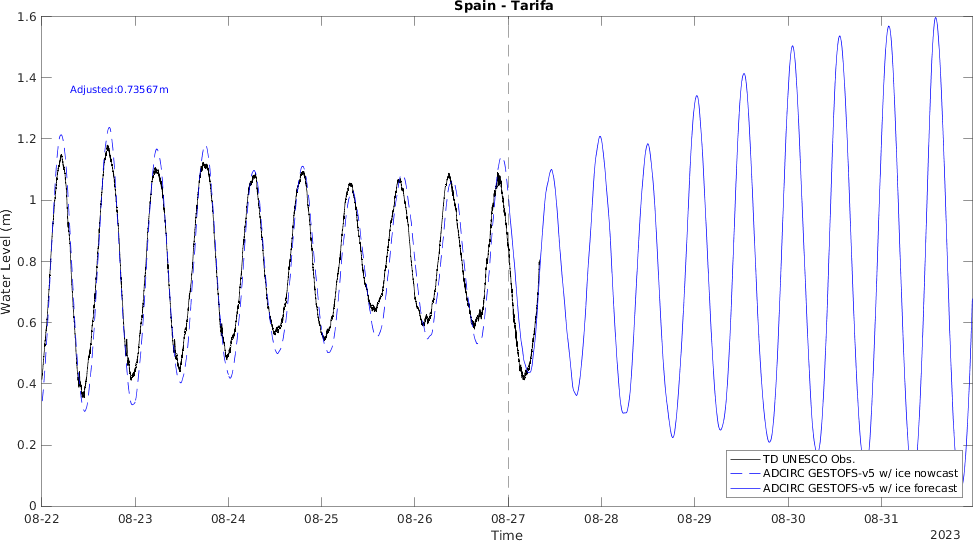 Spain - Tarifa
1.6
1.4
1.2
1
0.8
0.6
0.4
0.2
0
Water Level (m)
Adjusted:0.73567m
TD UNESCO Obs.
ADCIRC GESTOFS-v5 w/ ice nowcast
ADCIRC GESTOFS-v5 w/ ice forecast
08-22 08-23 08-24 08-25 08-26 08-27 08-28 08-29 08-30 08-31
Time
2023